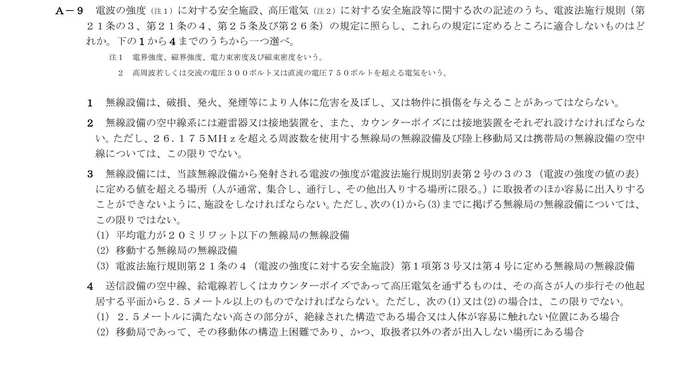 A－9 電波の強度（注１）に対する安全施設、高圧電気（注２）に対する安全施設等に関する次の記述のうち、電波法施行規則（第
２１条の３、第２１条の４、第２５条及び第２６条）の規定に照らし、これらの規定に定めるところに適合しないものはど
れか。下の1から4までのうちから一つ選べ。
注１ 電界強度、磁界強度、電力束密度及び磁束密度をいう。
２ 高周波若しくは交流の電圧３００ボルト又は直流の電圧７５０ボルトを超える電気をいう。
1 無線設備は、破損、発火、発煙等により人体に危害を及ぼし、又は物件に損傷を与えることがあってはならない。
2 無線設備の空中線系には避雷器又は接地装置を、また、カウンターポイズには接地装置をそれぞれ設けなければならな
い。ただし、２６．１７５MHｚを超える周波数を使用する無線局の無線設備及び陸上移動局又は携帯局の無線設備の空中
線については、この限りでない。
3 無線設備には、当該無線設備から発射される電波の強度が電波法施行規則別表第２号の３の３（電波の強度の値の表）
に定める値を超える場所（人が通常、集合し、通行し、その他出入りする場所に限る。）に取扱者のほか容易に出入りする
ことができないように、施設をしなければならない。ただし、次の(1)から(3)までに掲げる無線局の無線設備については、
この限りではない。
(1) 平均電力が２０ミリワット以下の無線局の無線設備
(2) 移動する無線局の無線設備
(3) 電波法施行規則第２１条の４（電波の強度に対する安全施設）第１項第３号又は第４号に定める無線局の無線設備
4 送信設備の空中線、給電線若しくはカウンターポイズであって高圧電気を通ずるものは、その高さが人の歩行その他起
居する平面から２．５メートル以上のものでなければならない。ただし、次の(1)又は(2)の場合は、この限りでない。
(1) ２．５メートルに満たない高さの部分が、絶縁された構造である場合又は人体が容易に触れない位置にある場合
(2) 移動局であって、その移動体の構造上困難であり、かつ、取扱者以外の者が出入しない場所にある場合